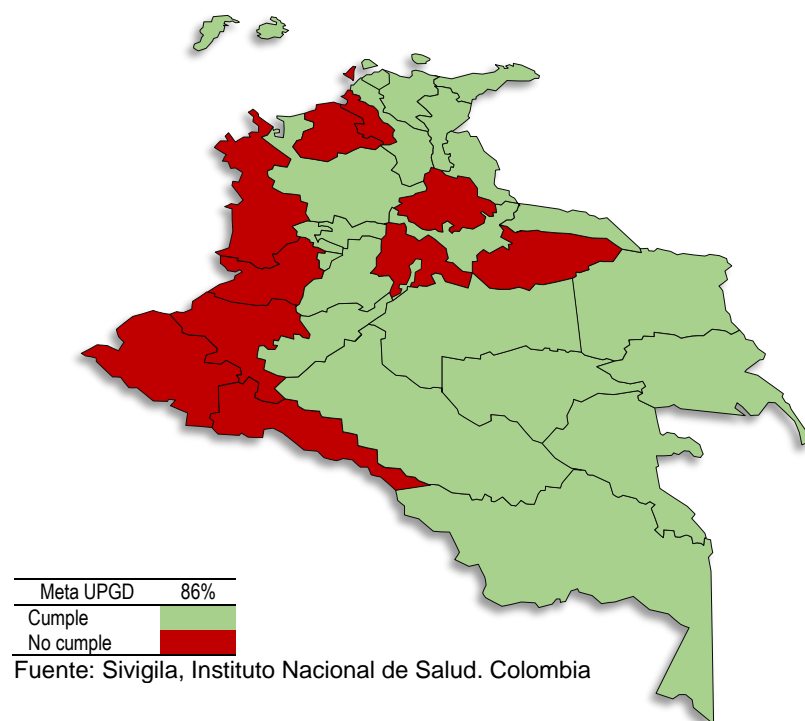 Meta UPGD 86%
Cumple
No cumple
Fuente: Sivigila, Instituto Nacional de Salud. Colombia